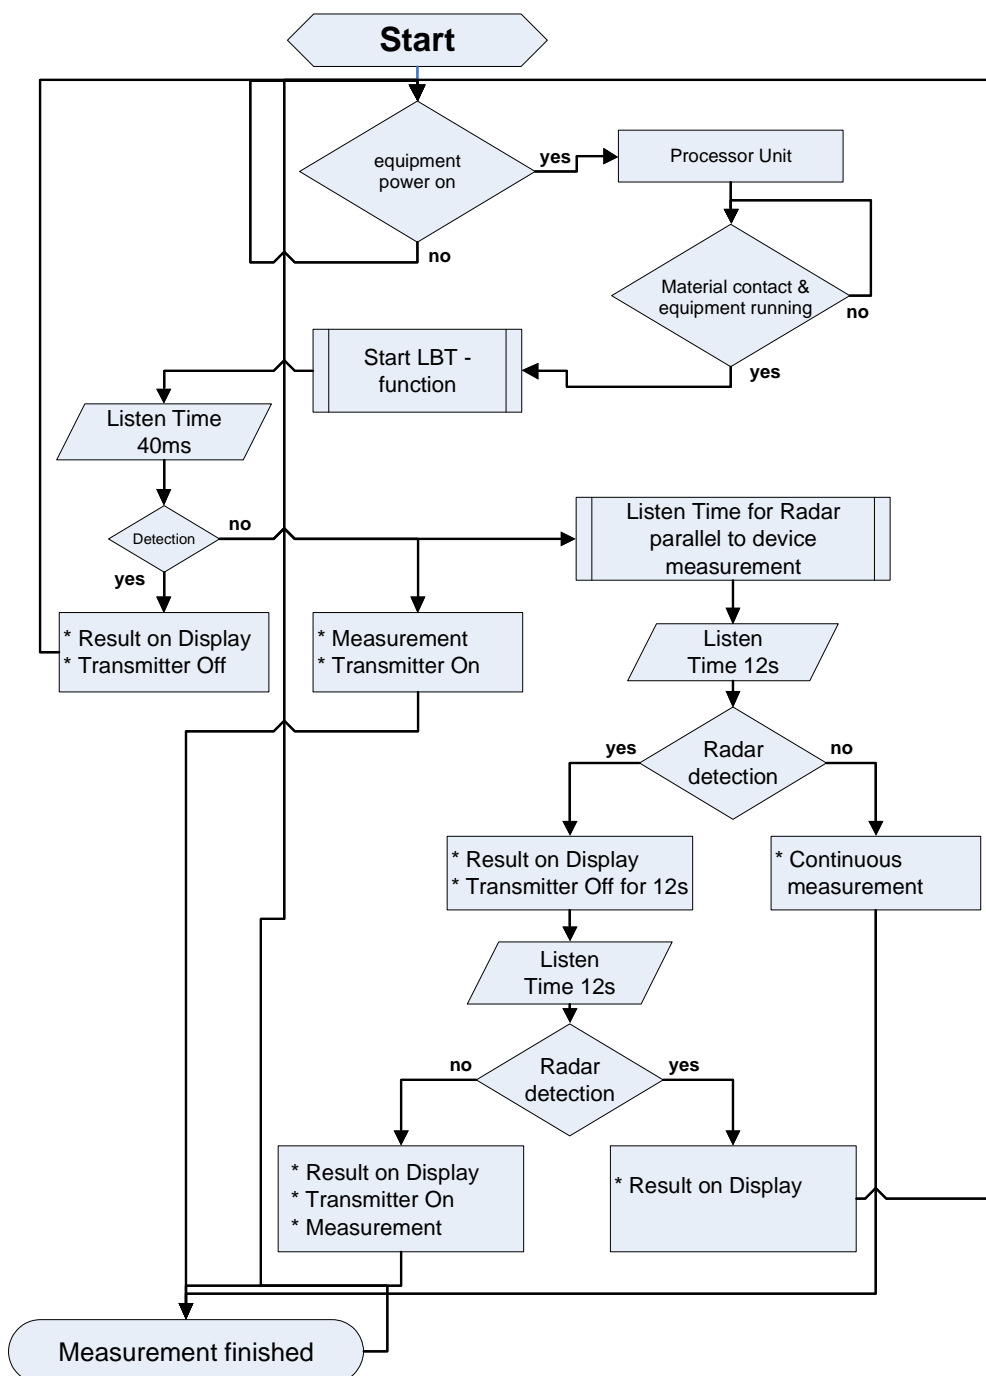 Start
equipment
power on
yes
no
Processor Unit
Material contact &
equipment running
no
yes
Start LBT -
function
Listen Time
40ms
Detection
no
yes
Listen Time for Radar
parallel to device
measurement
* Result on Display
* Transmitter Off
* Measurement
* Transmitter On
Listen
Time 12s
Radar
detection
yes
no
* Result on Display
* Transmitter Off for 12s
* Continuous
measurement
Listen
Time 12s
Radar
detection
no
yes
* Result on Display
* Transmitter On
* Measurement
* Result on Display
Measurement finished